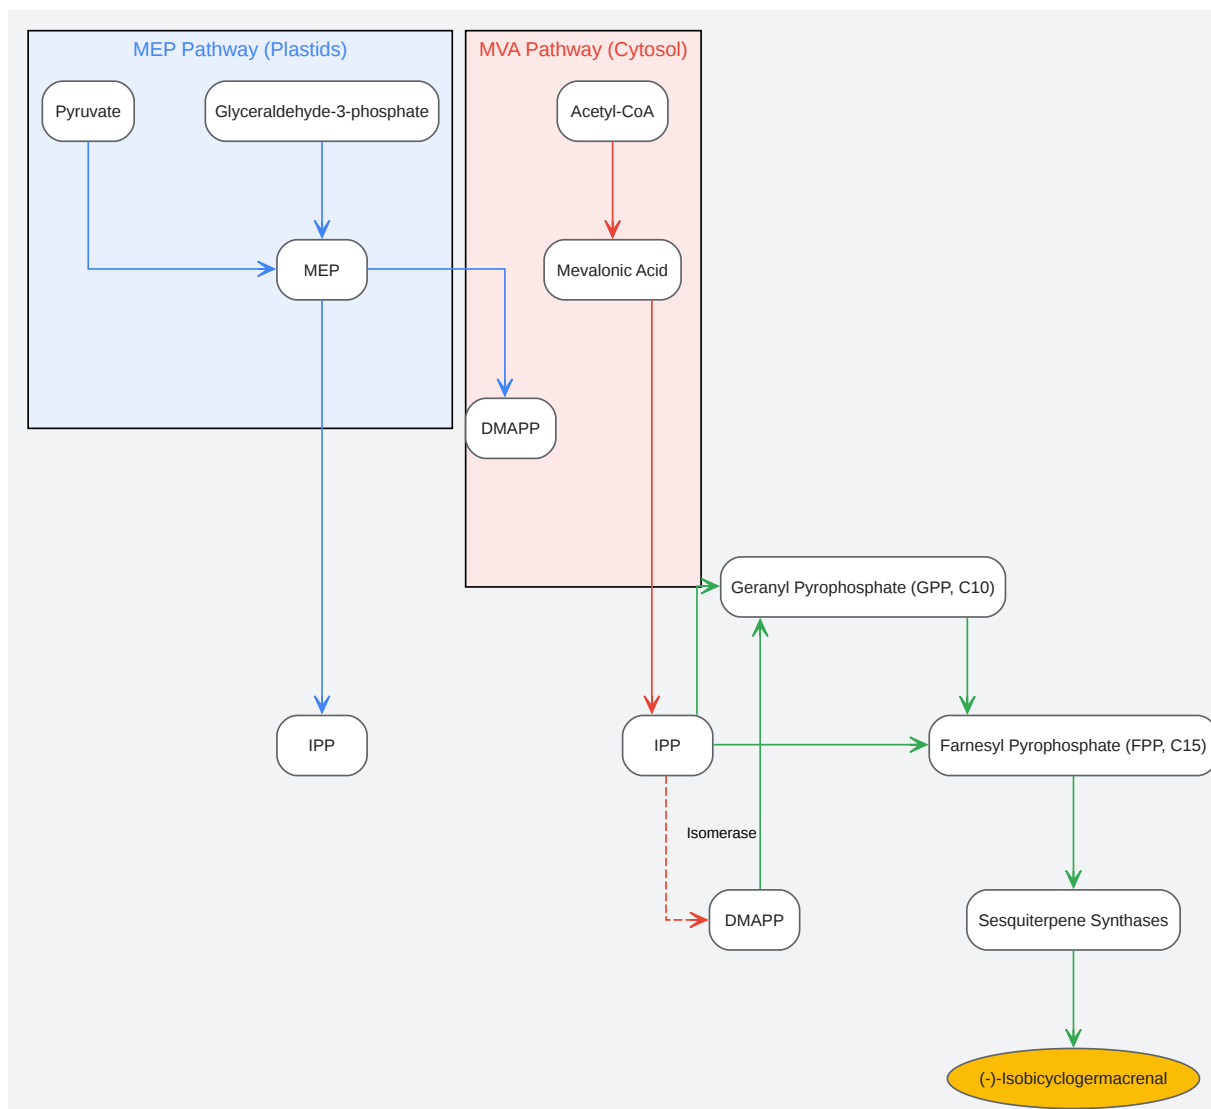 MEP Pathway (Plastids)
MVA Pathway (Cytosol)
Pyruvate
Glyceraldehyde-3-phosphate
Acetyl-CoA
MEP
Mevalonic Acid
DMAPP
Geranyl Pyrophosphate (GPP, C10)
IPP
IPP
Farnesyl Pyrophosphate (FPP, C15)
Isomerase
DMAPP
Sesquiterpene Synthases
(-)-Isobicyclogermacrenal